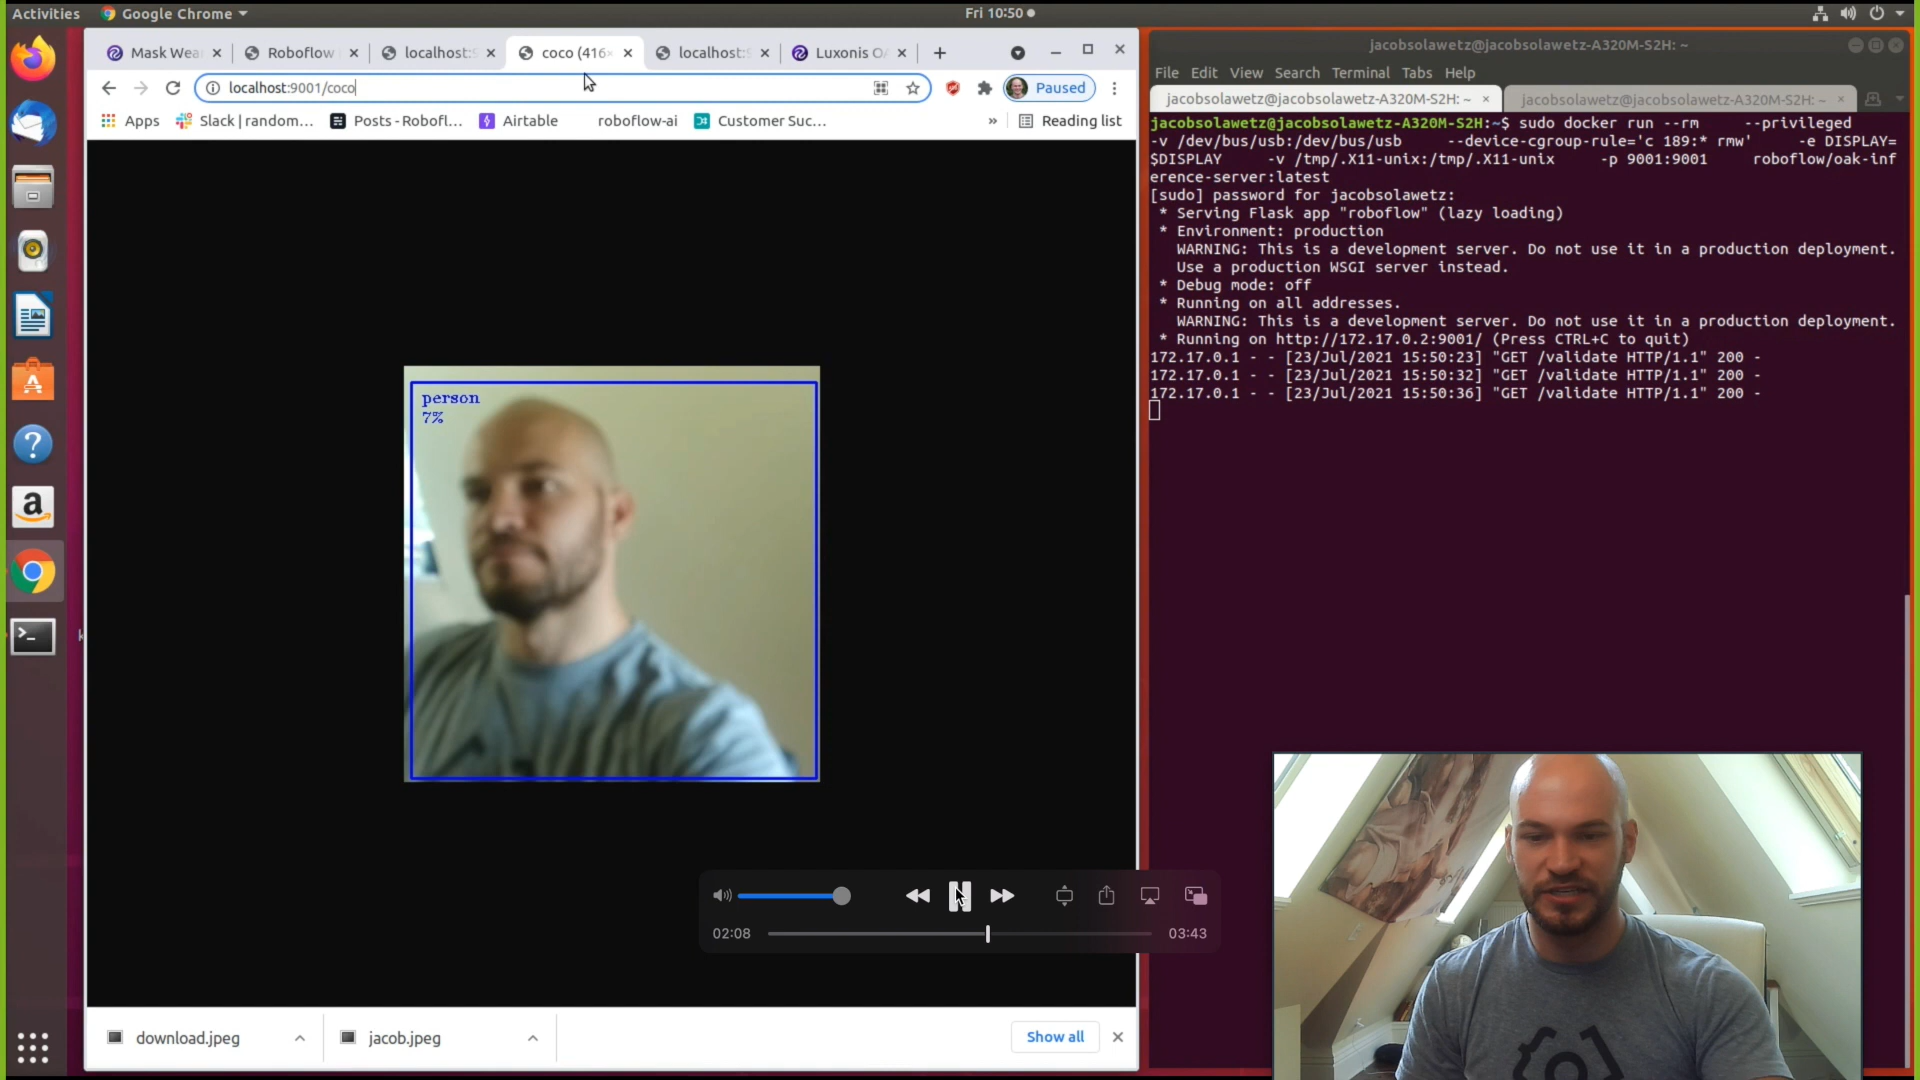 Activities
Google Chrome
Fri 10:50
Mask Wea
Roboflow
localhost:
coco (416
localhost:
Luxonis O
localhost:9001/coco
Paused
Apps
Slack | random...
Posts - Robofl...
Airtable
roboflow-ai
Customer Suc...
»
Reading list
person
7%
02:08
03:43
download.jpeg
jacob.jpeg
Show all
jacobsolawetz@jacobsolawetz-A320M-S2H: ~
File Edit View Search Terminal Tabs Help
jacobsolawetz@jacobsolawetz-A320M-S2H: ~
jacobsolawetz@jacobsolawetz-A320M-S2H: ~
jacobsolawetz@jacobsolawetz-A320M-S2H:~$ sudo docker run --rm     --privileged
-v /dev/bus/usb:/dev/bus/usb     --device-cgroup-rule='c 189:* rmw'     -e DISPLAY=
$DISPLAY     -v /tmp/.X11-unix:/tmp/.X11-unix     -p 9001:9001     roboflow/oak-inf
erence-server:latest
[sudo] password for jacobsolawetz:
* Serving Flask app "roboflow" (lazy loading)
* Environment: production
WARNING: This is a development server. Do not use it in a production deployment.
Use a production WSGI server instead.
* Debug mode: off
* Running on all addresses.
WARNING: This is a development server. Do not use it in a production deployment.
* Running on http://172.17.0.2:9001/ (Press CTRL+C to quit)
172.17.0.1 - - [23/Jul/2021 15:50:23] "GET /validate HTTP/1.1" 200 -
172.17.0.1 - - [23/Jul/2021 15:50:32] "GET /validate HTTP/1.1" 200 -
172.17.0.1 - - [23/Jul/2021 15:50:36] "GET /validate HTTP/1.1" 200 -